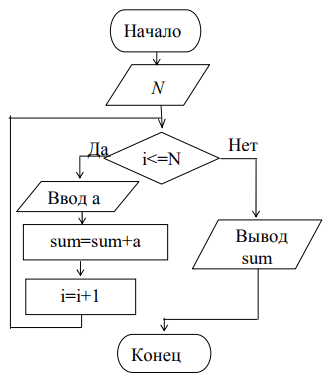 Начало
N
i<=N
Да
Нет
Ввод a
sum=sum+a
i=i+1
Вывод
sum
Конец